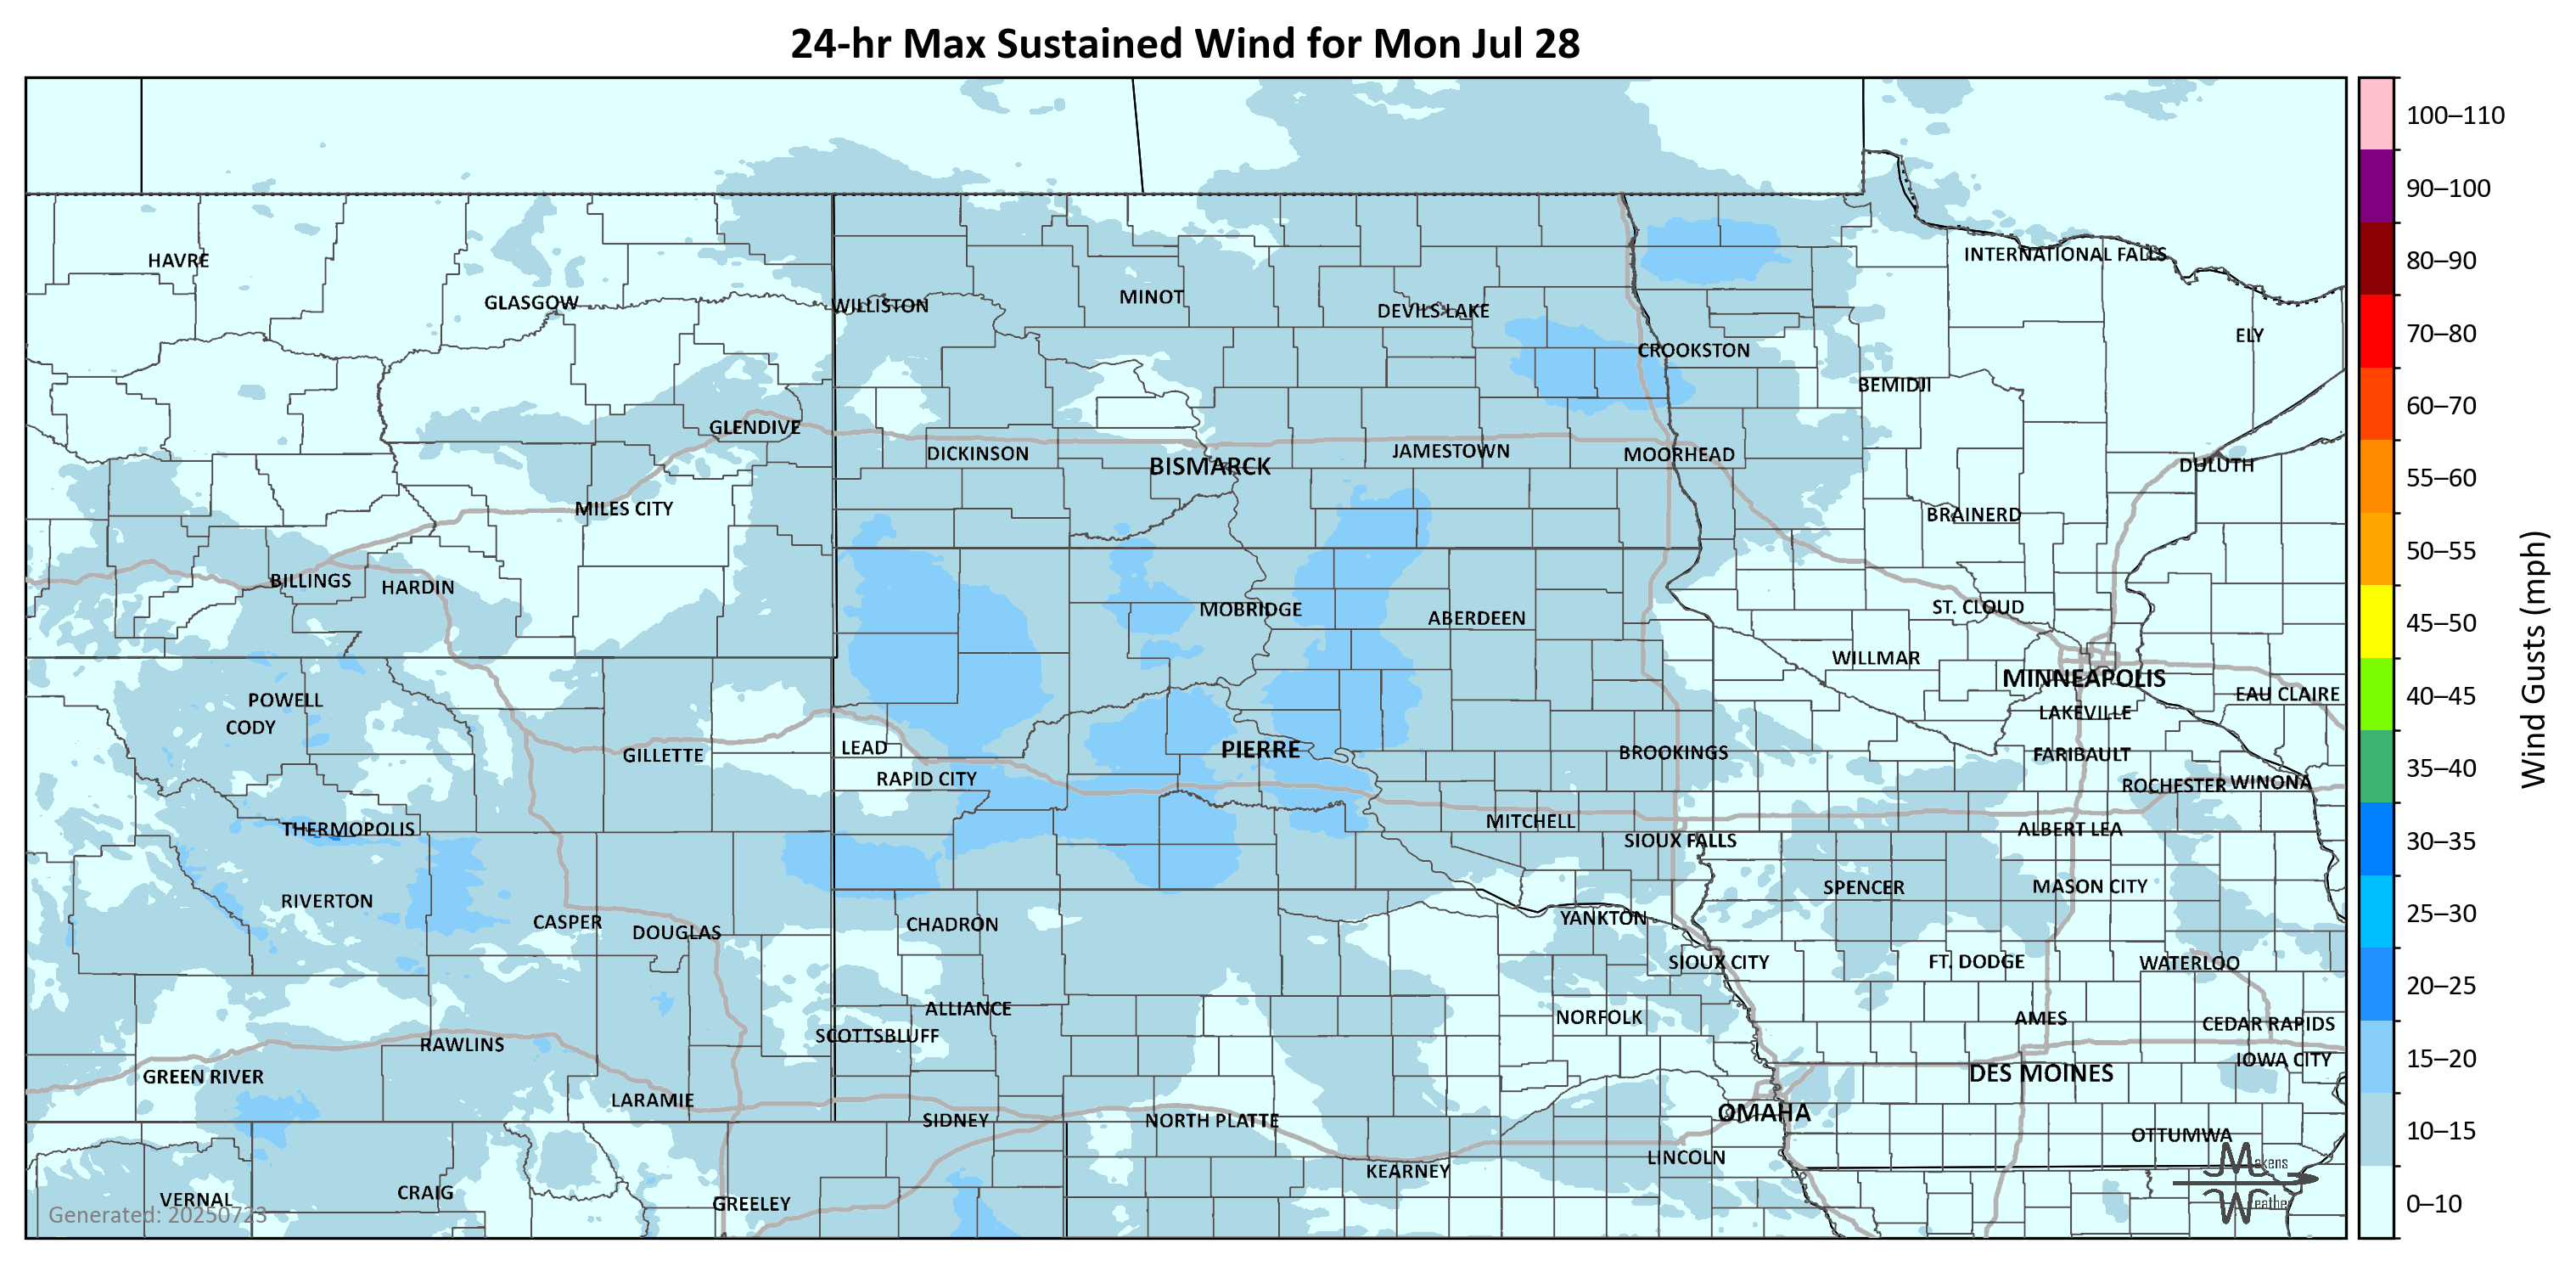 24-hr Max Sustained Wind for Mon Jul 28
100–110
90–100
80–90
70–80
60–70
55–60
50–55
45–50
40–45
35–40
30–35
25–30
20–25
15–20
10–15
0–10
Wind Gusts (mph)
HAVRE
GLASGOW
WILLISTON
MINOT
DEVILS LAKE
INTERNATIONAL FALLS
ELY
CROOKSTON
BEMIDJI
GLENDIVE
DICKINSON
BISMARCK
JAMESTOWN
MOORHEAD
DULUTH
MILES CITY
BRAINERD
BILLINGS
HARDIN
MOBRIDGE
ABERDEEN
ST. CLOUD
WILLMAR
MINNEAPOLIS
EAU CLAIRE
POWELL
CODY
LAKEVILLE
GILLETTE
LEAD
PIERRE
BROOKINGS
FARIBAULT
RAPID CITY
ROCHESTER
WINONA
THERMOPOLIS
MITCHELL
ALBERT LEA
SIOUX FALLS
RIVERTON
SPENCER
MASON CITY
CASPER
DOUGLAS
CHADRON
YANKTON
SIOUX CITY
FT. DODGE
WATERLOO
ALLIANCE
NORFOLK
AMES
CEDAR RAPIDS
SCOTTSBLUFF
RAWLINS
IOWA CITY
GREEN RIVER
DES MOINES
LARAMIE
SIDNEY
NORTH PLATTE
OMAHA
OTTUMWA
LINCOLN
KEARNEY
VERNAL
CRAIG
GREELEY
Generated: 20250723
Makens
Weather